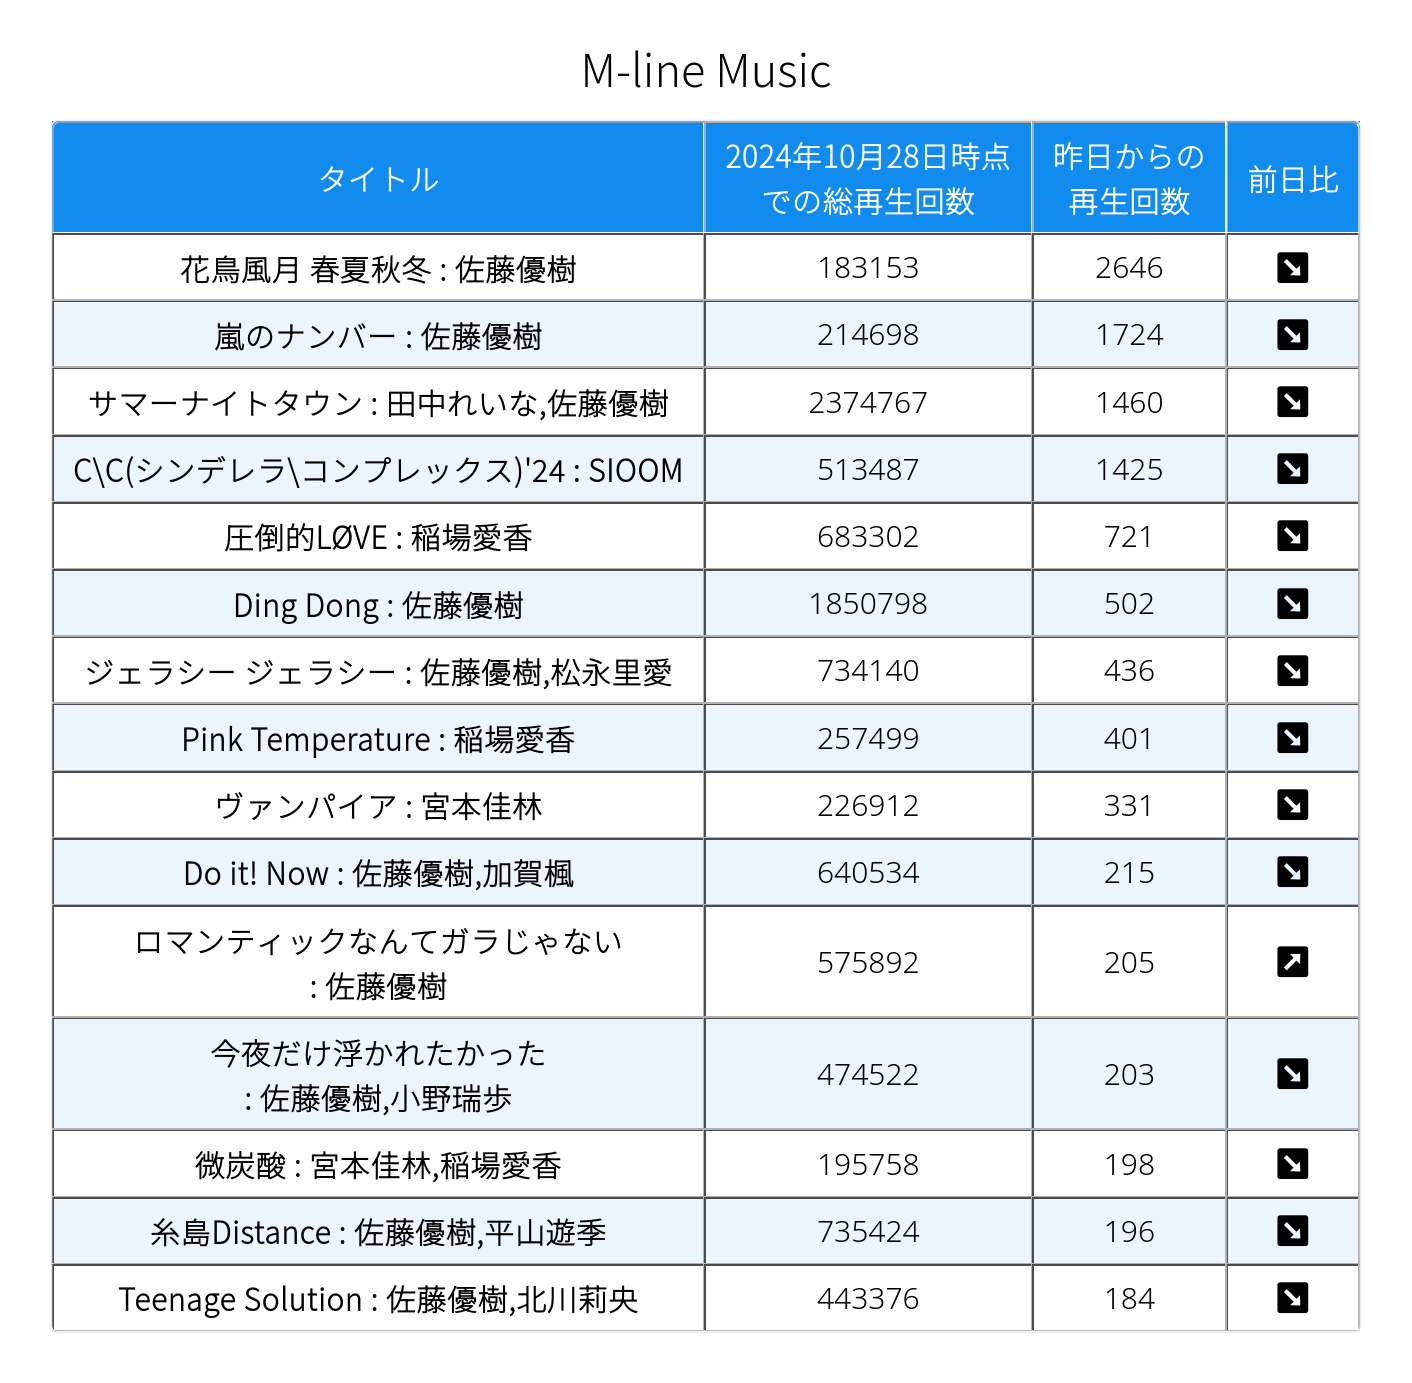 M-line Music
タイトル
2024年10月28日時点
での総再生回数
昨日からの
再生回数
前日比
花鳥風月 春夏秋冬 : 佐藤優樹 183153 2646
嵐のナンバー : 佐藤優樹 214698 1724
サマーナイトタウン : 田中れいな,佐藤優樹 2374767 1460
C\C(シンデレラ\コンプレックス)'24 : SIOOM 513487 1425
圧倒的LØVE : 稲場愛香 683302 721
Ding Dong : 佐藤優樹 1850798 502
ジェラシー ジェラシー : 佐藤優樹,松永里愛 734140 436
Pink Temperature : 稲場愛香 257499 401
ヴァンパイア : 宮本佳林 226912 331
Do it! Now : 佐藤優樹,加賀楓 640534 215
ロマンティックなんてガラじゃない
: 佐藤優樹 575892 205
今夜だけ浮かれたかった
: 佐藤優樹,小野瑞歩 474522 203
微炭酸 : 宮本佳林,稲場愛香 195758 198
糸島Distance : 佐藤優樹,平山遊季 735424 196
Teenage Solution : 佐藤優樹,北川莉央 443376 184